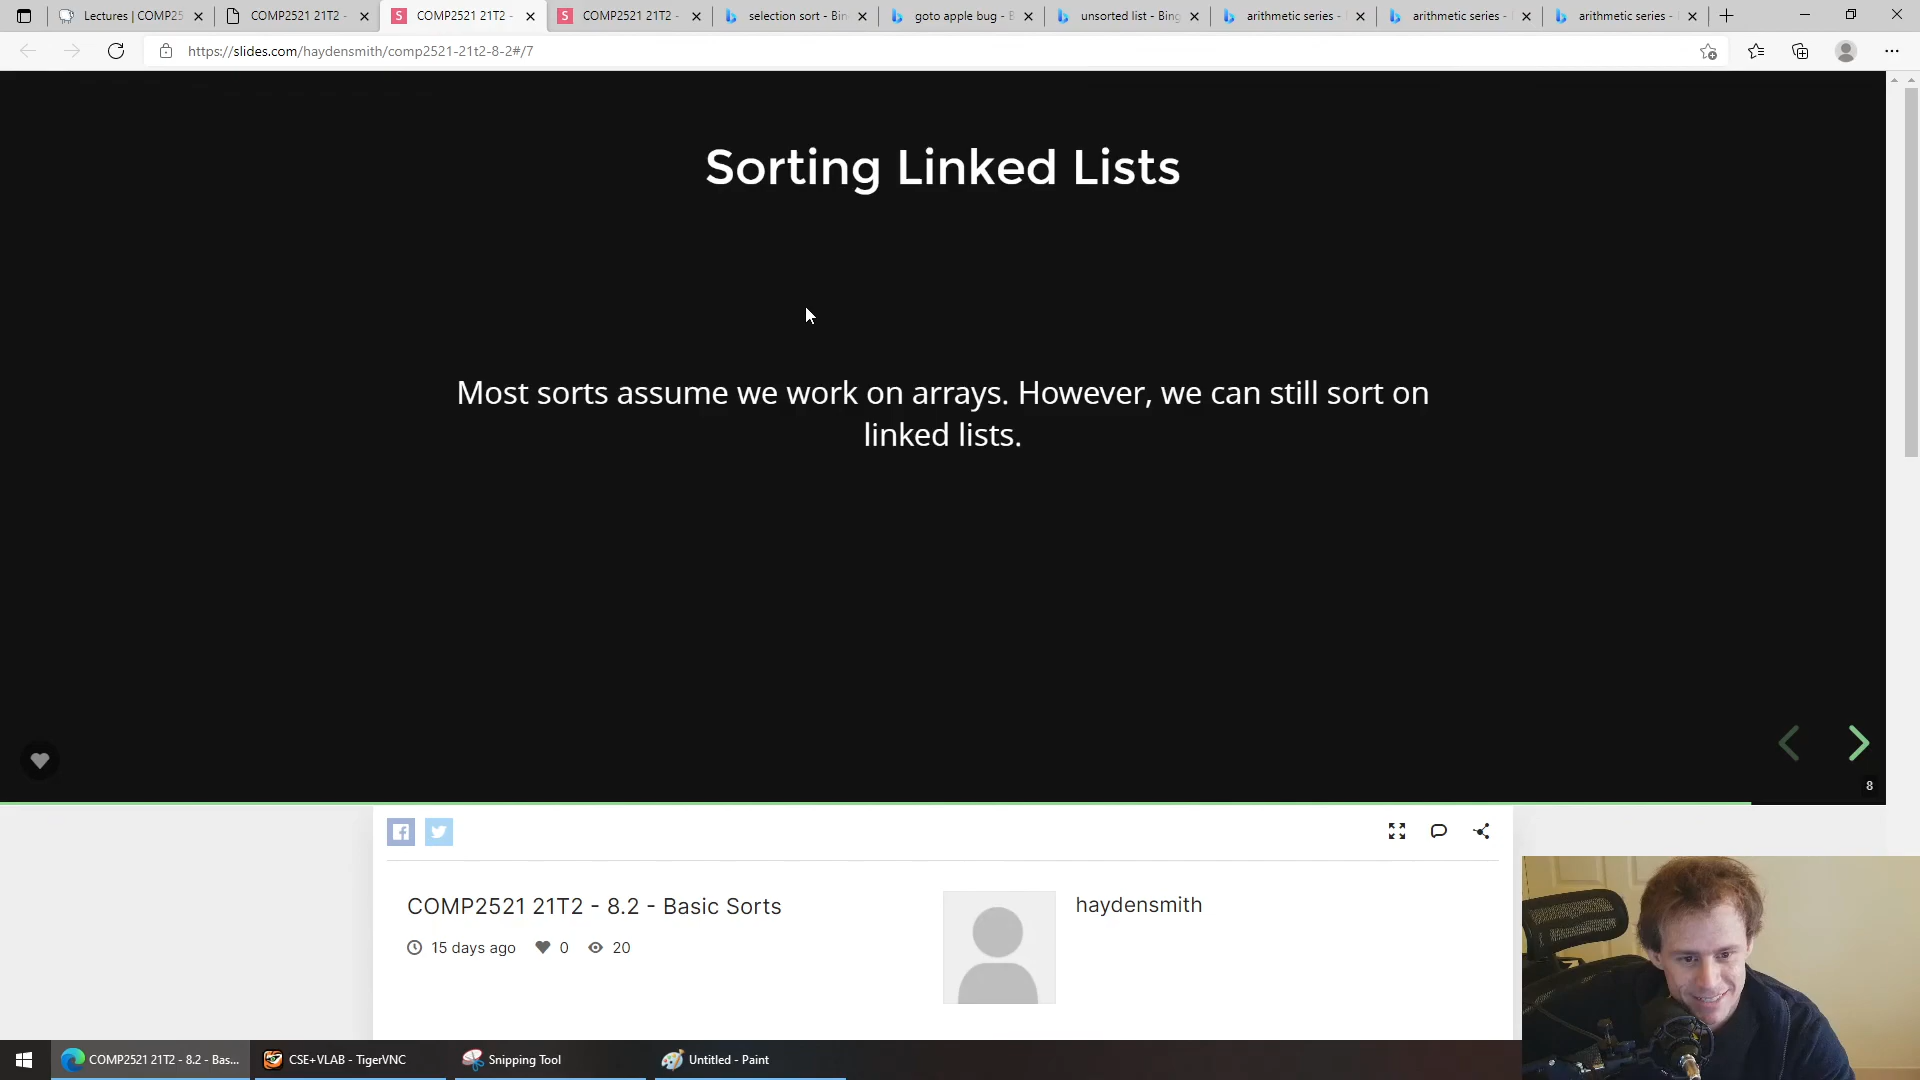 Lectures | COMP25
COMP2521 21T2 -
COMP2521 21T2 -
COMP2521 21T2 -
selection sort - Bin
goto apple bug - B
unsorted list - Bing
arithmetic series -
arithmetic series -
arithmetic series -
https://slides.com/haydensmith/comp2521-21t2-8-2#/7
Sorting Linked Lists
Most sorts assume we work on arrays. However, we can still sort on
linked lists.
8
COMP2521 21T2 - 8.2 - Basic Sorts
haydensmith
15 days ago 0 20
COMP2521 21T2 - 8.2 - Bas...
CSE+VLAB - TigerVNC
Snipping Tool
Untitled - Paint